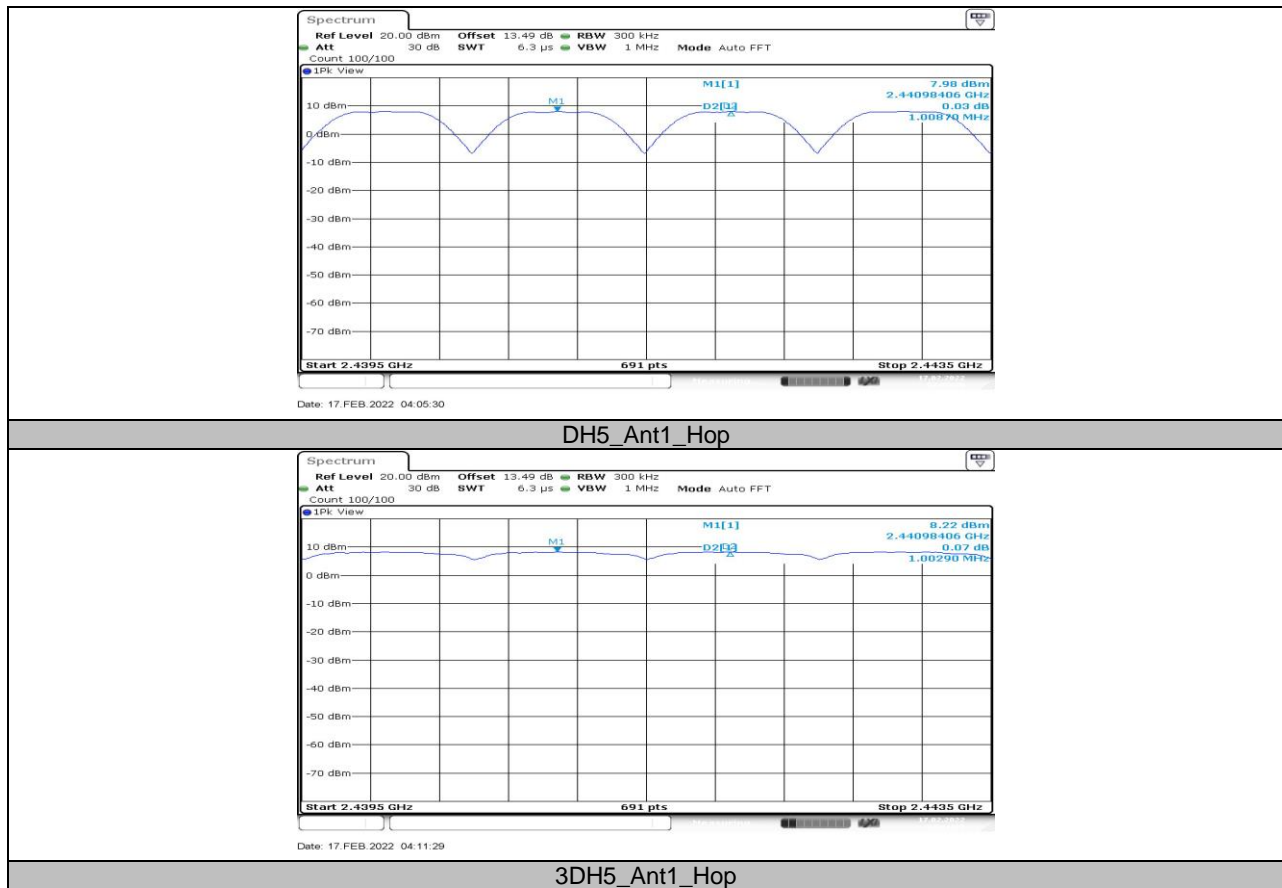 Spectrum
Ref Level 20.00 dBm Offset 13.49 dB RBW 300 kHz
Att 30 dB SWT 6.3 µs VBW 1 MHz Mode Auto FFT
Count 100/100
1Pk View
M1[1] 7.98 dBm
2.44098406 GHz
10 dBm
M1
0.03 dB
1.00870 MHz
0 dBm
-10 dBm
-20 dBm
-30 dBm
-40 dBm
-50 dBm
-60 dBm
-70 dBm
Start 2.4395 GHz 691 pts Stop 2.4435 GHz
Date: 17.FEB.2022 04:05:30
DH5_Ant1_Hop
Spectrum
Ref Level 20.00 dBm Offset 13.49 dB RBW 300 kHz
Att 30 dB SWT 6.3 µs VBW 1 MHz Mode Auto FFT
Count 100/100
1Pk View
M1[1] 8.22 dBm
2.44098406 GHz
10 dBm
M1
0.07 dB
1.00290 MHz
0 dBm
-10 dBm
-20 dBm
-30 dBm
-40 dBm
-50 dBm
-60 dBm
-70 dBm
Start 2.4395 GHz 691 pts Stop 2.4435 GHz
Date: 17.FEB.2022 04:11:29
3DH5_Ant1_Hop